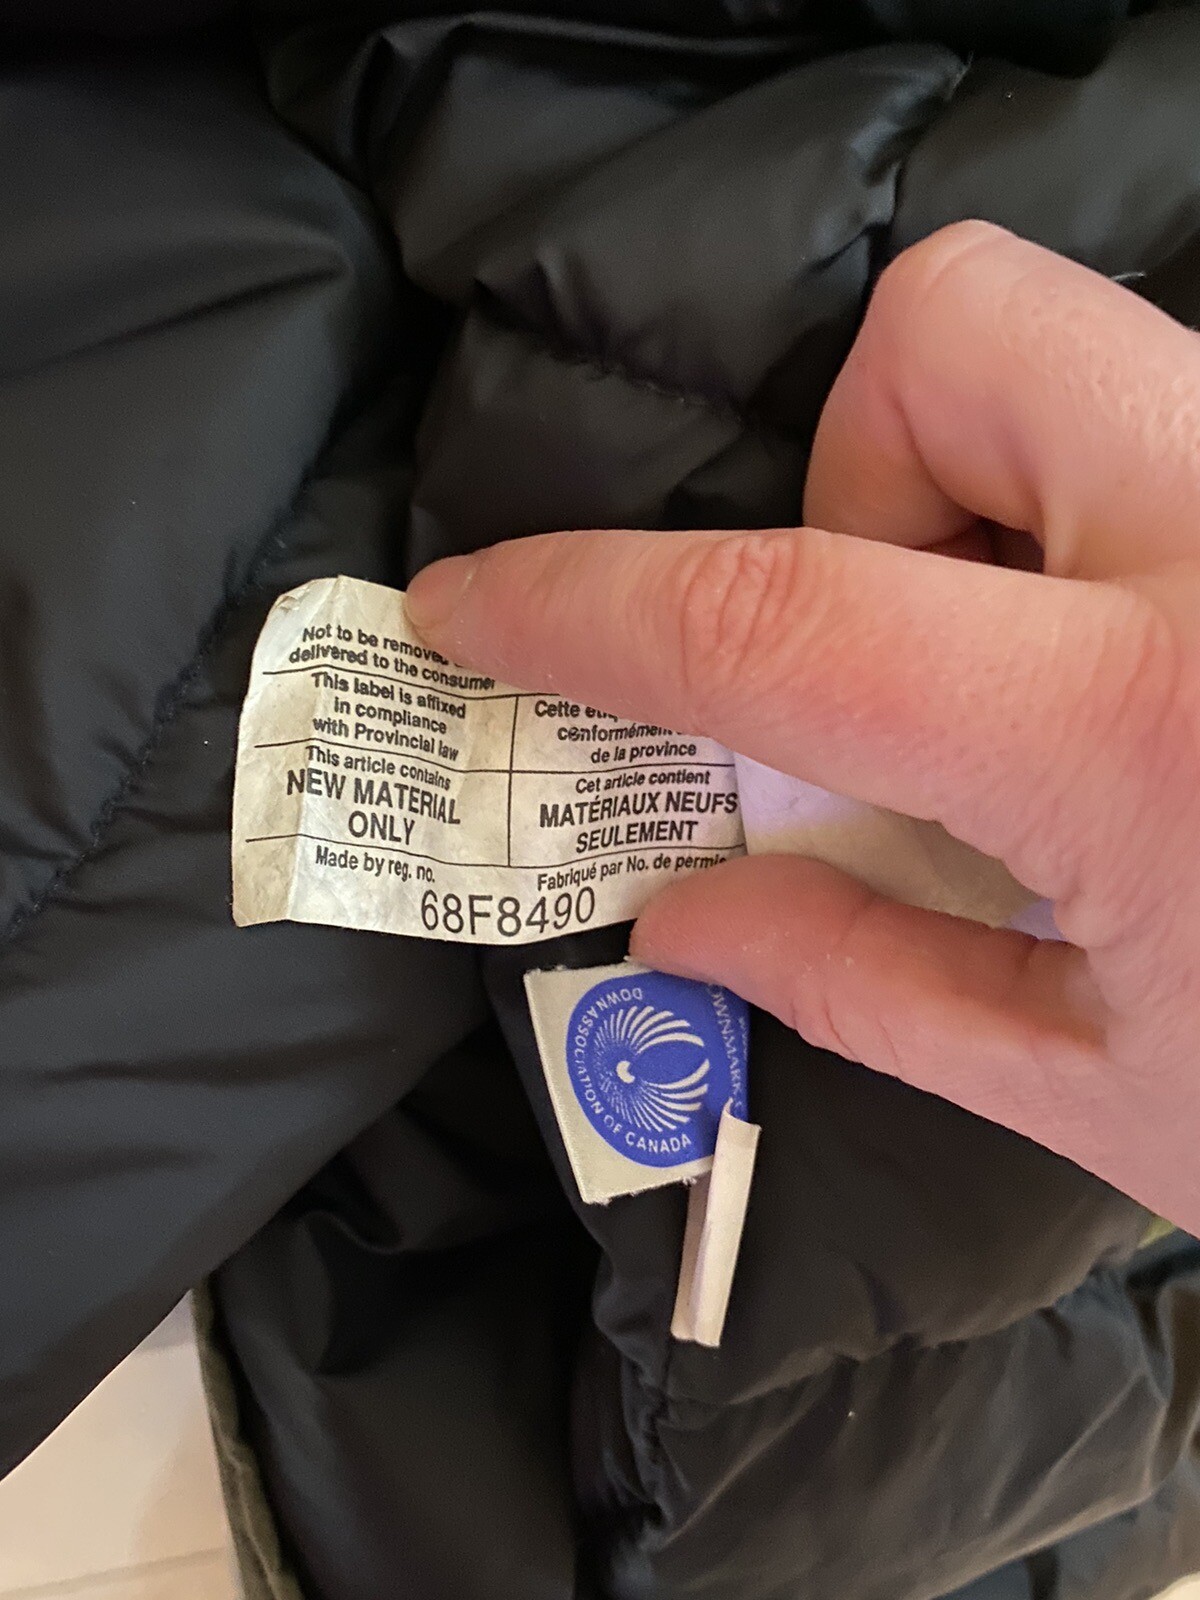 Not to be removed
delivered to the consumer
This label is affixed
in compliance
with Provincial law
Cette
conformément
de la province
This article contains
NEW MATERIAL
ONLY
Cet article contient
MATÉRIAUX NEUFS
SEULEMENT
Made by reg. no.
Fabriqué par No. de permis
68F8490
DOWN ASSOCIATION OF CANADA
DOWNMARK